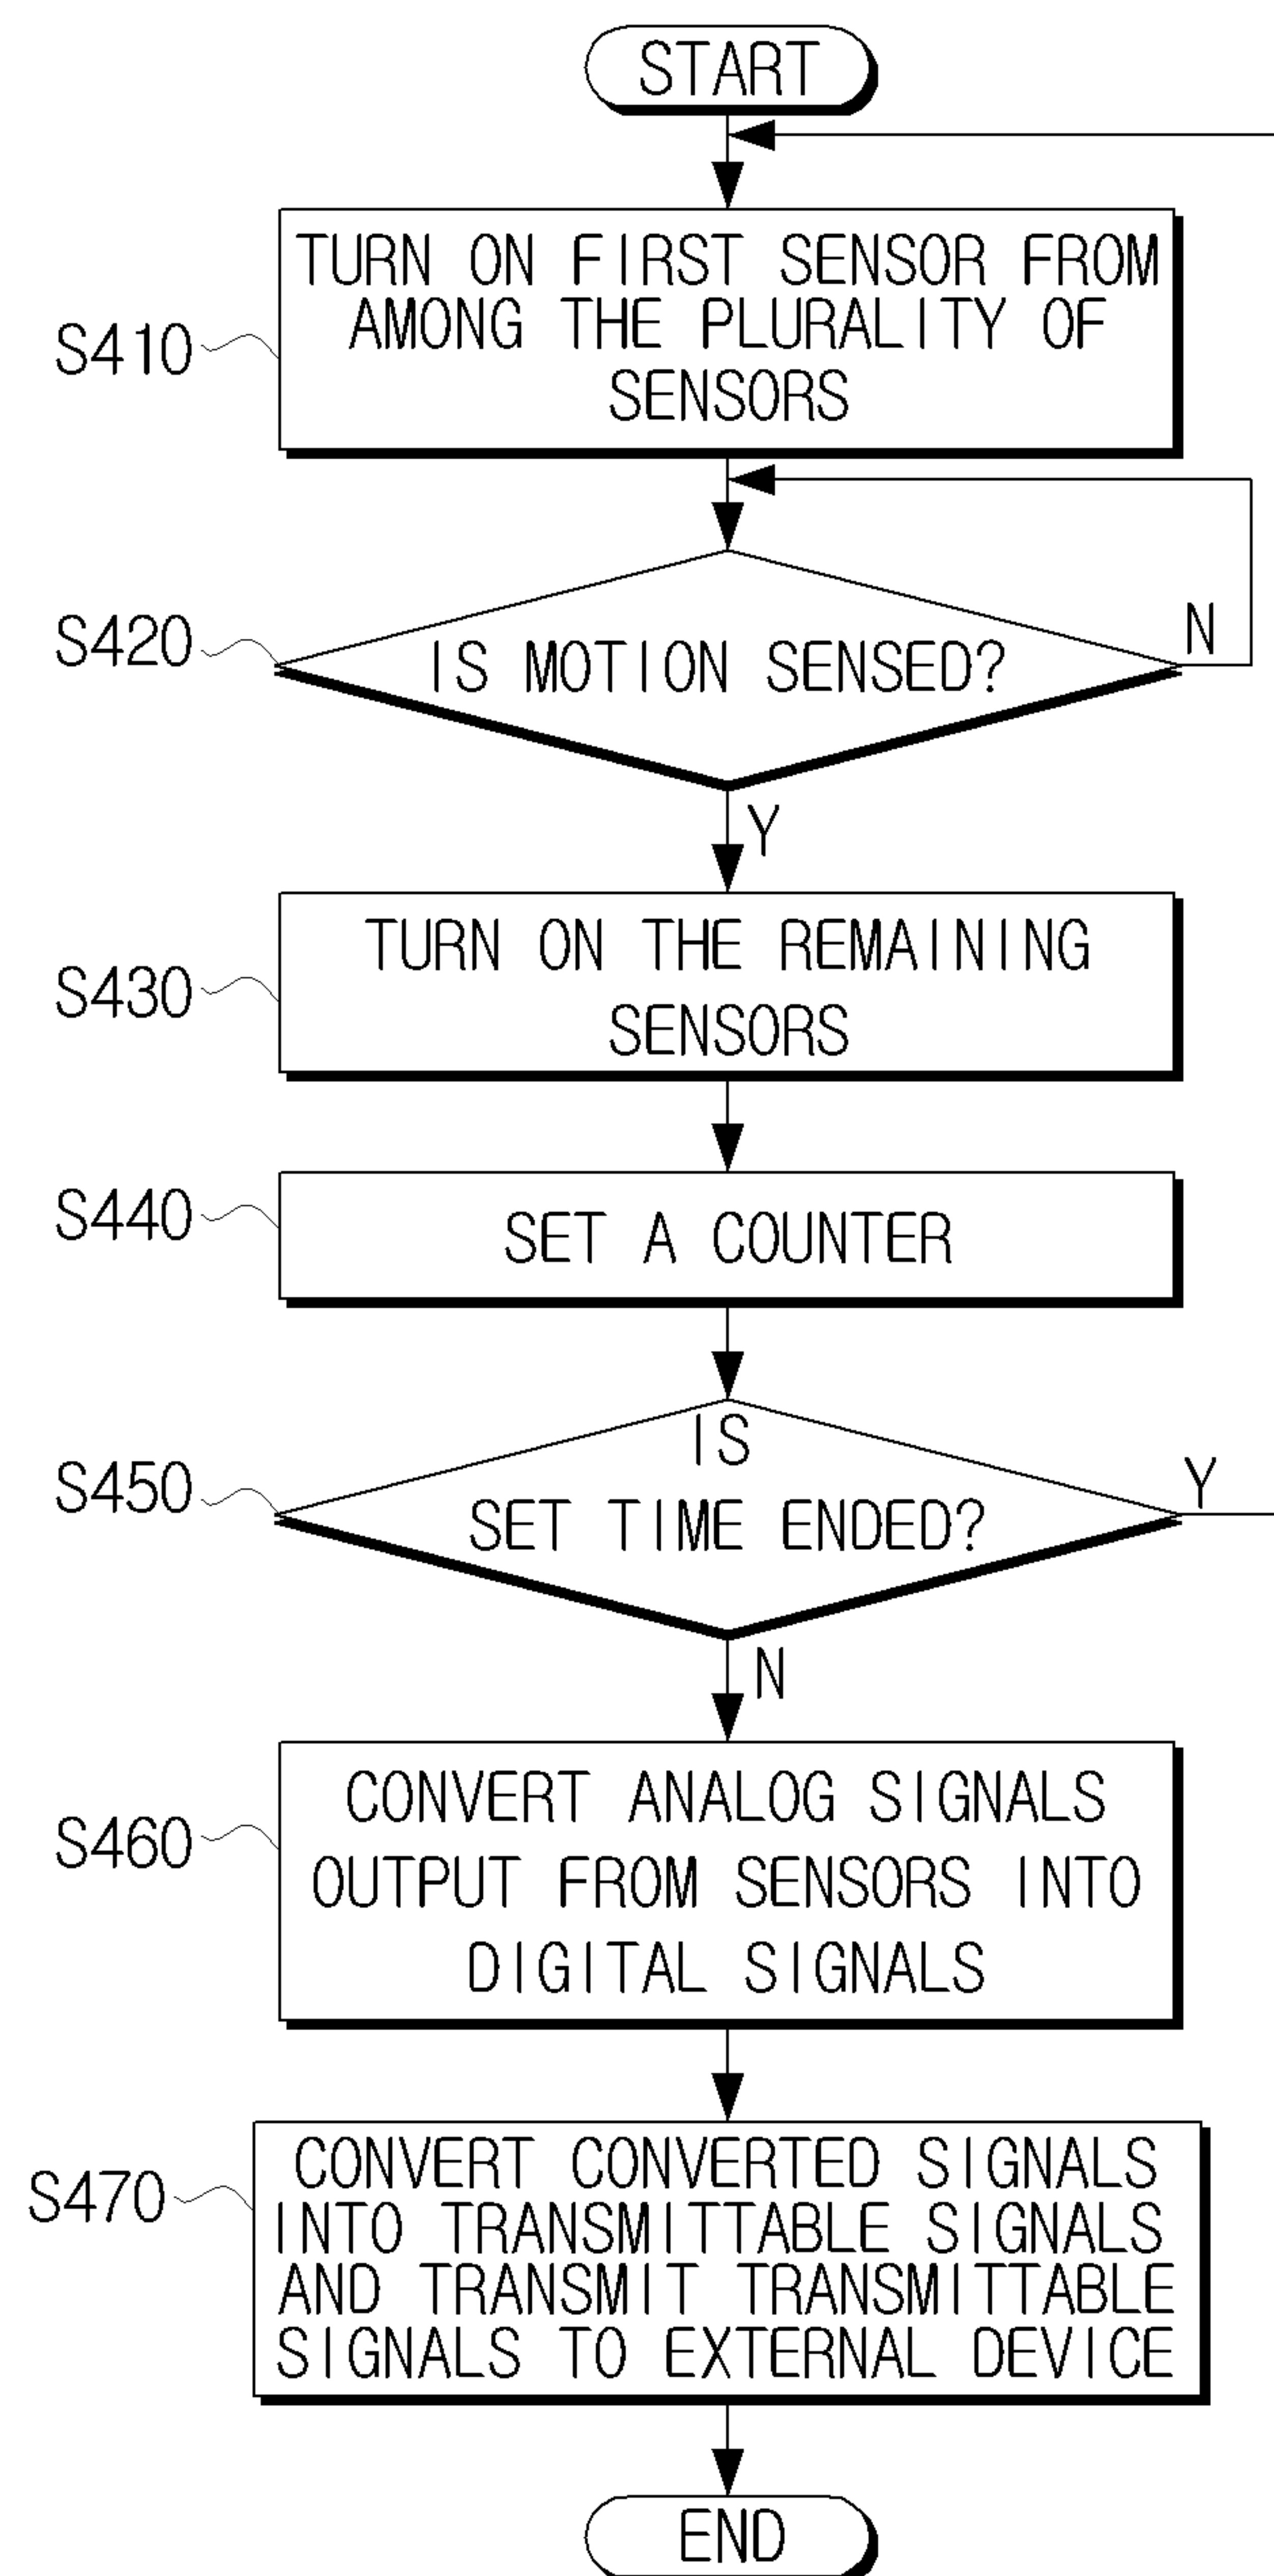 START
TURN ON FIRST SENSOR FROM
AMONG THE PLURALITY OF
SENSORS
S410
IS MOTION SENSED?
S420
N
Y
TURN ON THE REMAINING
SENSORS
S430
SET A COUNTER
S440
IS
SET TIME ENDED?
S450
Y
N
CONVERT ANALOG SIGNALS
OUTPUT FROM SENSORS INTO
DIGITAL SIGNALS
S460
CONVERT CONVERTED SIGNALS
INTO TRANSMITTABLE SIGNALS
AND TRANSMIT TRANSMITTABLE
SIGNALS TO EXTERNAL DEVICE
S470
END